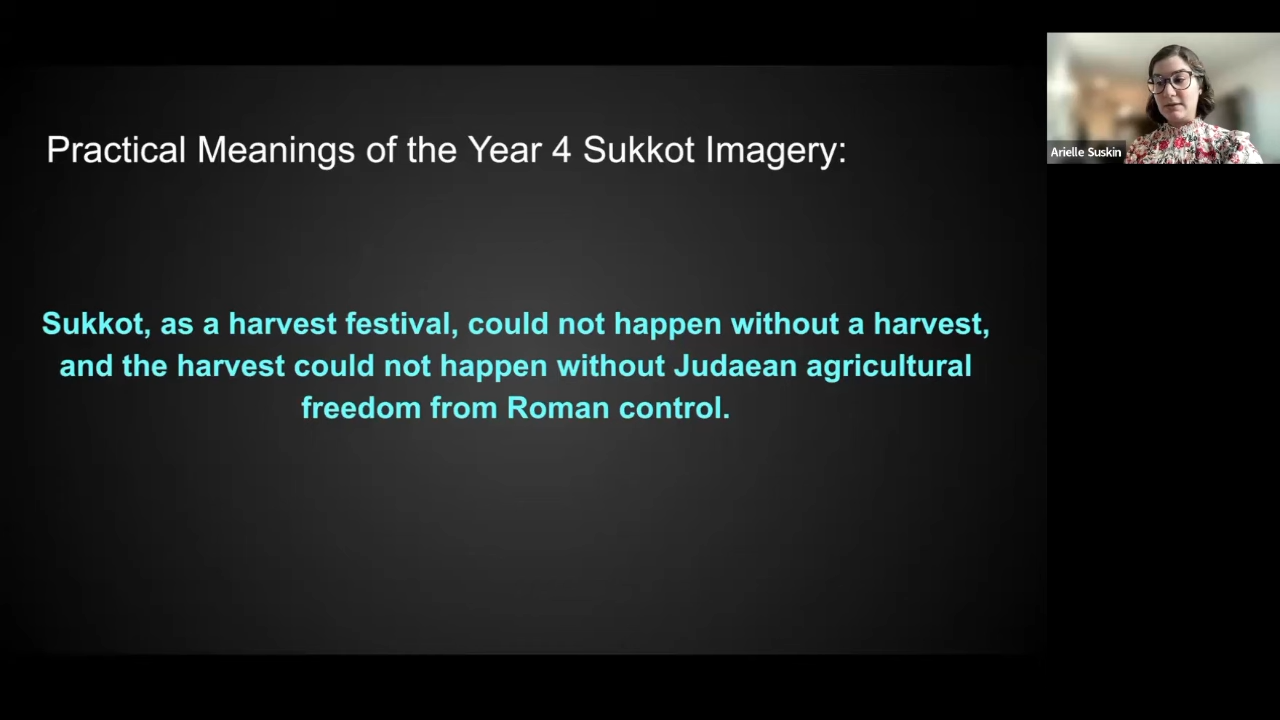 Practical Meanings of the Year 4 Sukkot Imagery:
Arielle Suskin
Sukkot, as a harvest festival, could not happen without a harvest,
and the harvest could not happen without Judaean agricultural
freedom from Roman control.